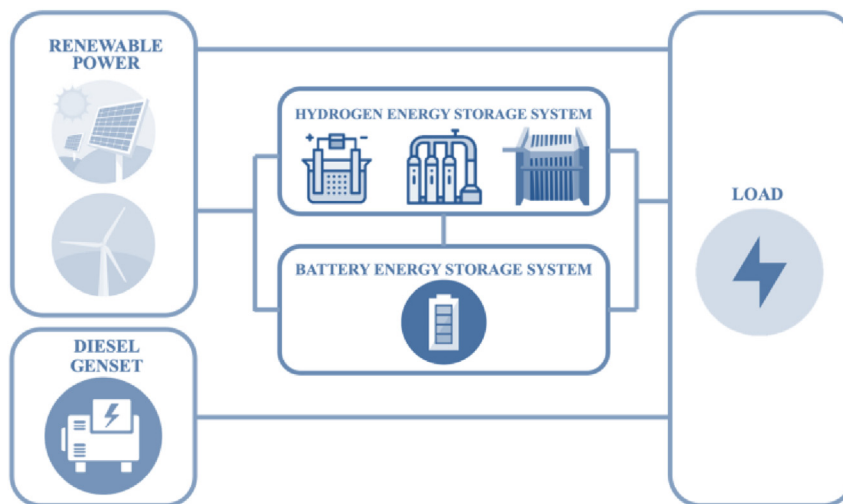 RENEWABLE
POWER
HYDROGEN ENERGY STORAGE SYSTEM
+
−
LOAD
BATTERY ENERGY STORAGE SYSTEM
DIESEL
GENSET